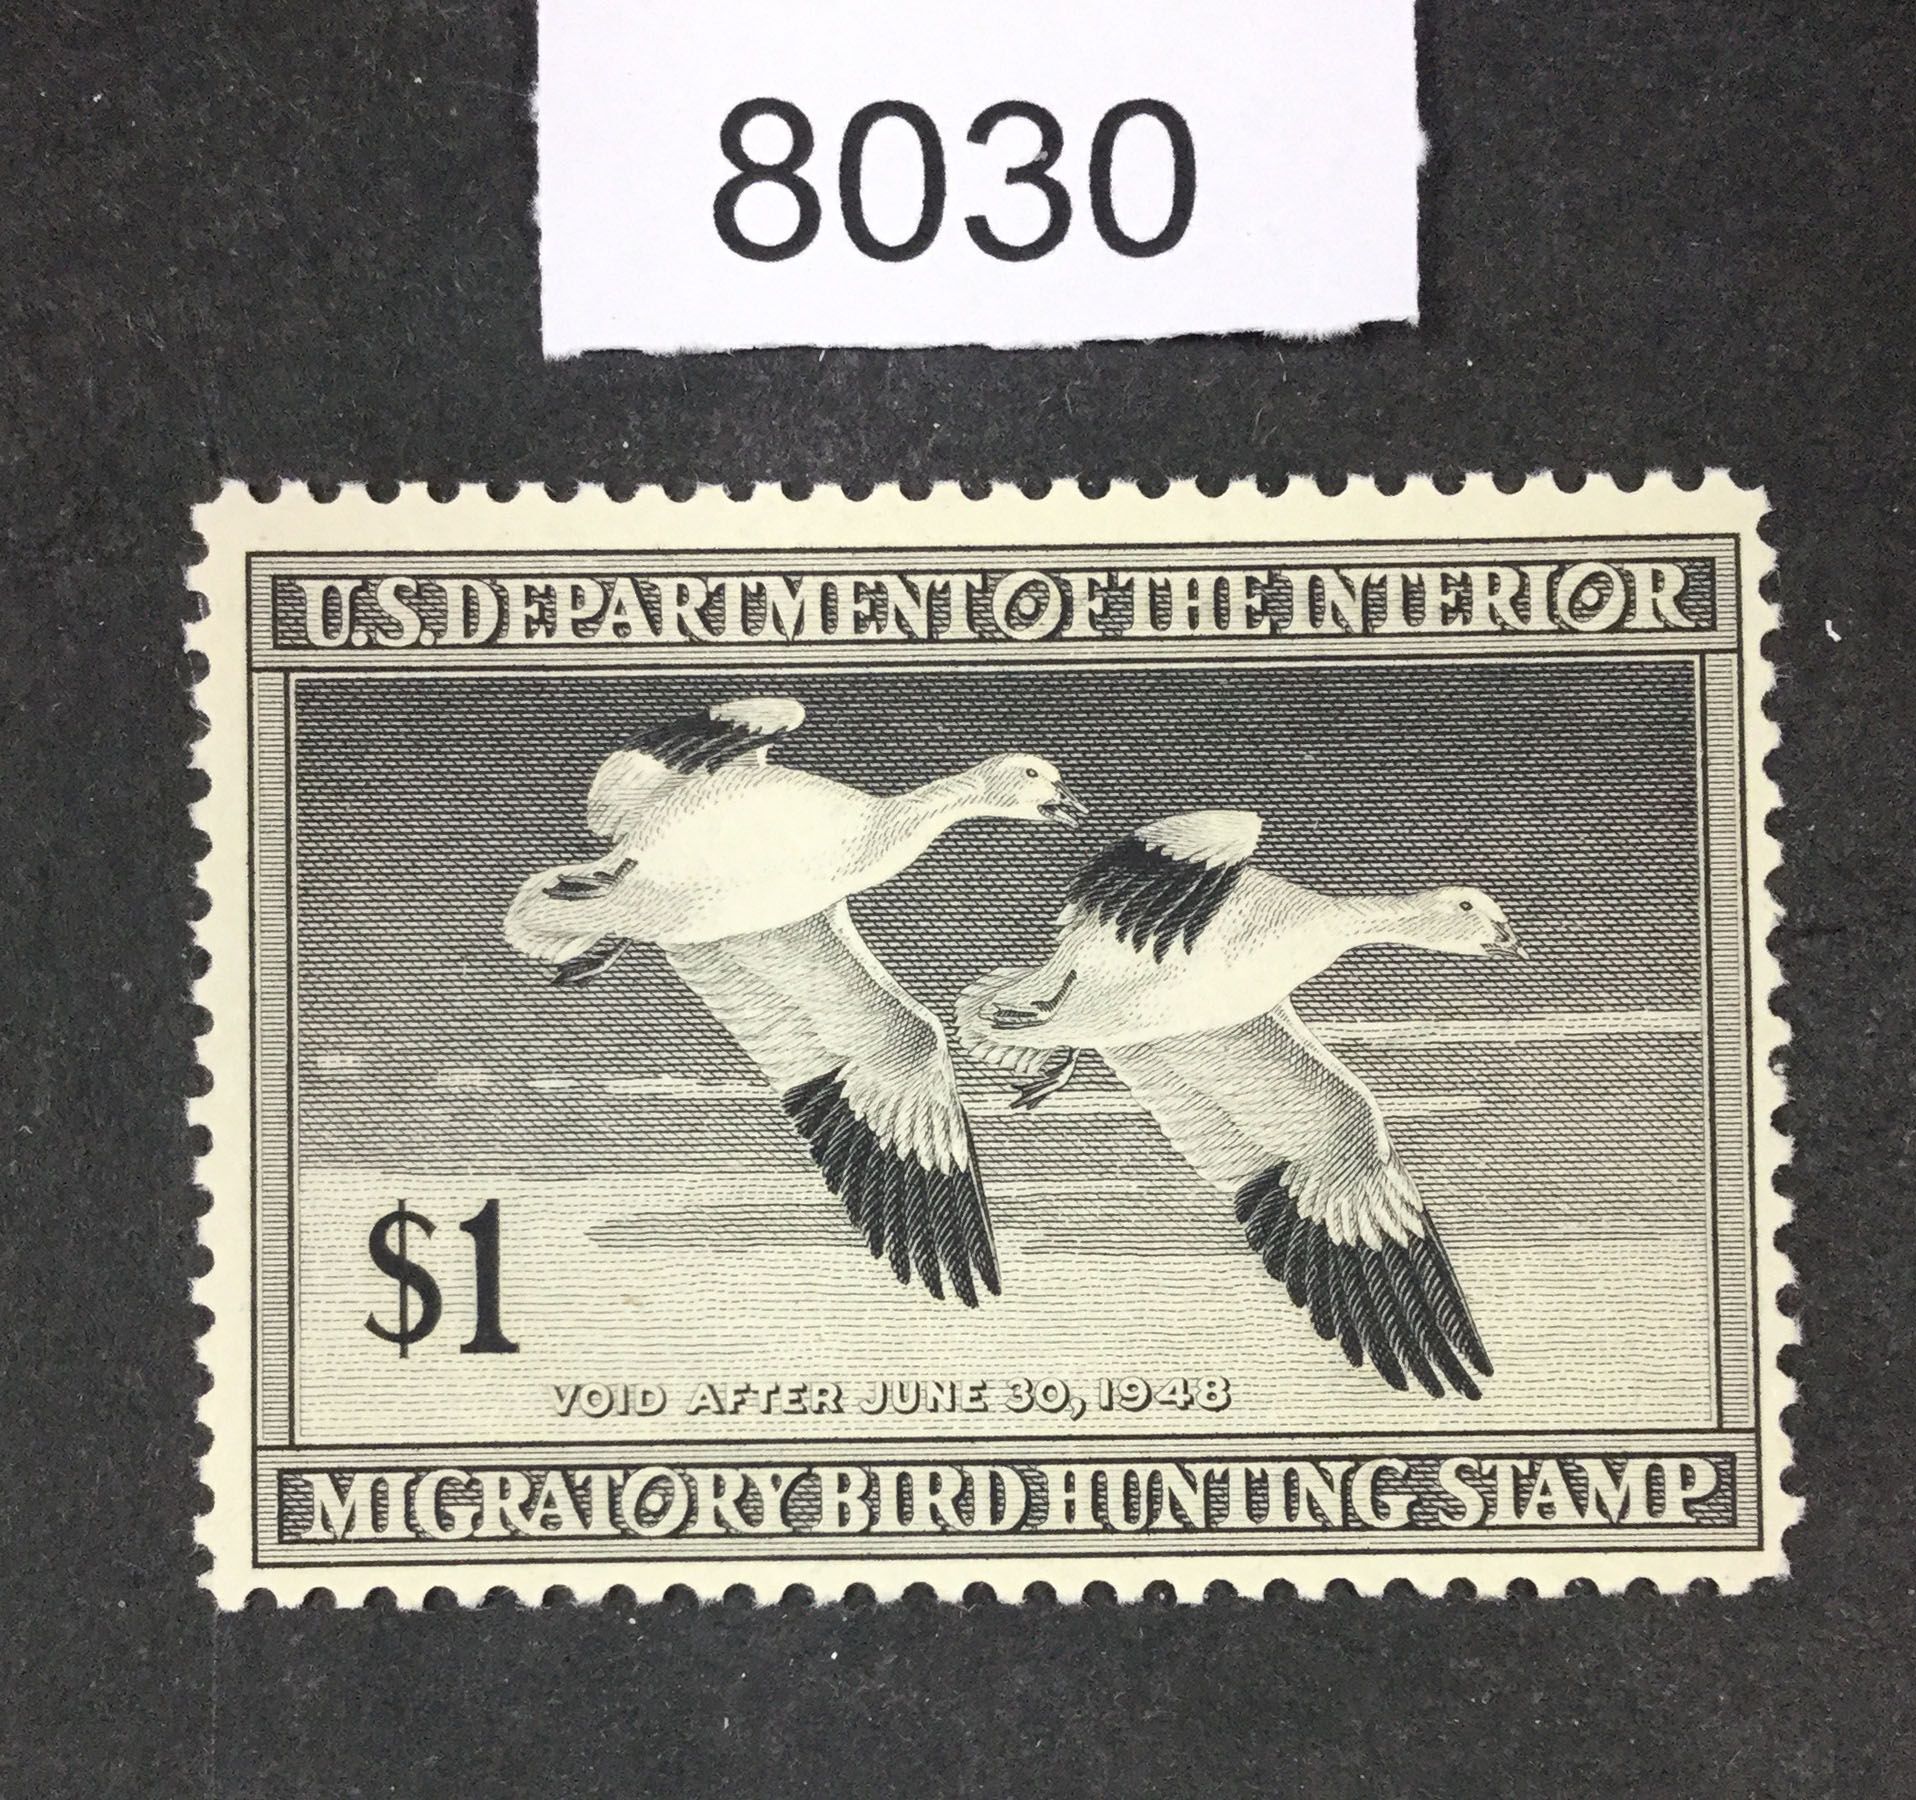 8030
U.S. DEPARTMENT OF THE INTERIOR
$1
VOID AFTER JUNE 30, 1948
MIGRATORY BIRD HUNTING STAMP